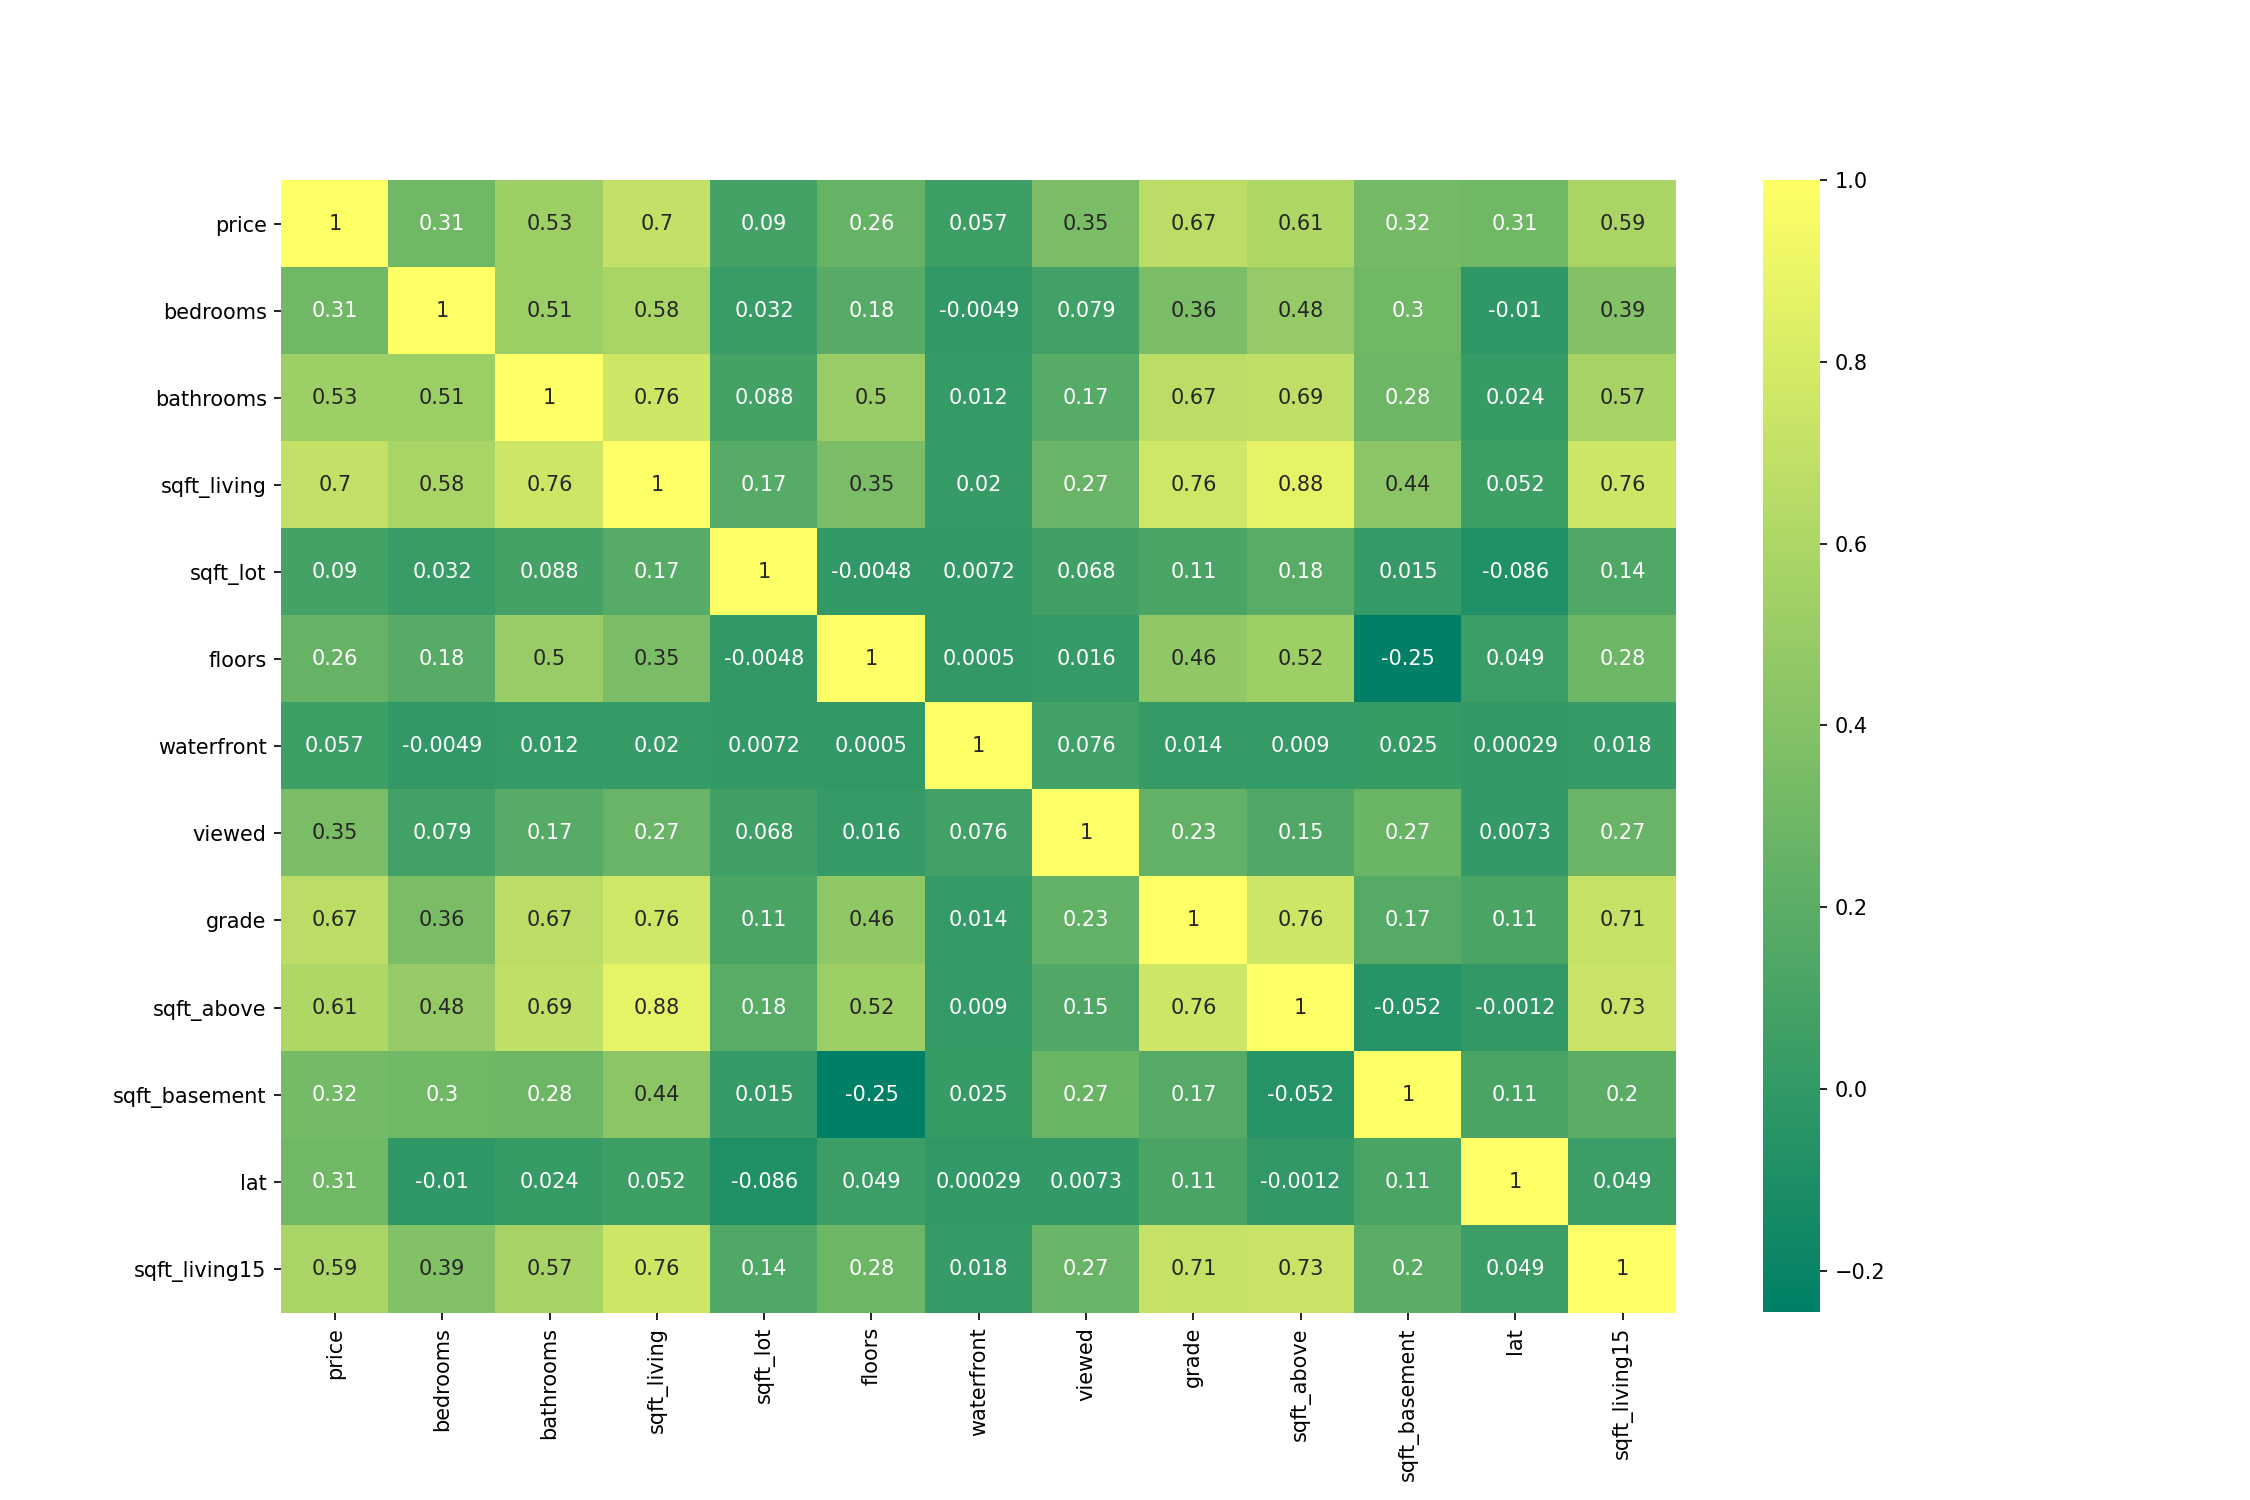 price 1 0.31 0.53 0.7 0.09 0.26 0.057 0.35 0.67 0.61 0.32 0.31 0.59
bedrooms 0.31 1 0.51 0.58 0.032 0.18 -0.0049 0.079 0.36 0.48 0.3 -0.01 0.39
bathrooms 0.53 0.51 1 0.76 0.088 0.5 0.012 0.17 0.67 0.69 0.28 0.024 0.57
sqft_living 0.7 0.58 0.76 1 0.17 0.35 0.02 0.27 0.76 0.88 0.44 0.052 0.76
sqft_lot 0.09 0.032 0.088 0.17 1 -0.0048 0.0072 0.068 0.11 0.18 0.015 -0.086 0.14
floors 0.26 0.18 0.5 0.35 -0.0048 1 0.0005 0.016 0.46 0.52 -0.25 0.049 0.28
waterfront 0.057 -0.0049 0.012 0.02 0.0072 0.0005 1 0.076 0.014 0.009 0.025 0.00029 0.018
viewed 0.35 0.079 0.17 0.27 0.068 0.016 0.076 1 0.23 0.15 0.27 0.0073 0.27
grade 0.67 0.36 0.67 0.76 0.11 0.46 0.014 0.23 1 0.76 0.17 0.11 0.71
sqft_above 0.61 0.48 0.69 0.88 0.18 0.52 0.009 0.15 0.76 1 -0.052 -0.0012 0.73
sqft_basement 0.32 0.3 0.28 0.44 0.015 -0.25 0.025 0.27 0.17 -0.052 1 0.11 0.2
lat 0.31 -0.01 0.024 0.052 -0.086 0.049 0.00029 0.0073 0.11 -0.0012 0.11 1 0.049
sqft_living15 0.59 0.39 0.57 0.76 0.14 0.28 0.018 0.27 0.71 0.73 0.2 0.049 1
price
bedrooms
bathrooms
sqft_living
sqft_lot
floors
waterfront
viewed
grade
sqft_above
sqft_basement
lat
sqft_living15
1.0
0.8
0.6
0.4
0.2
0.0
−0.2